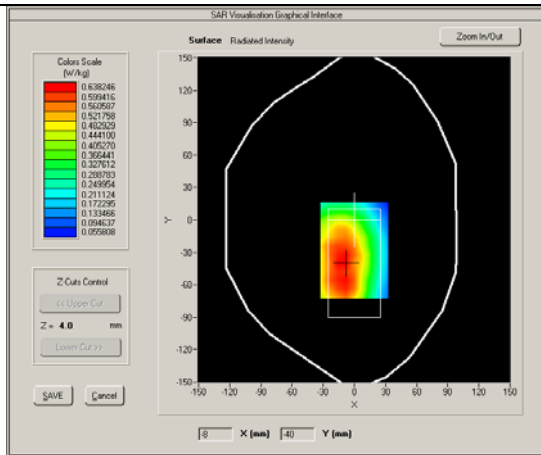 SAR Visualisation Graphical Interface
Surface Radiated Intensity
Zoom In/Out
Colors Scale
(W/kg)
0.638246
0.599416
0.560587
0.521758
0.482929
0.444100
0.405270
0.366441
0.327612
0.288783
0.249954
0.211124
0.172295
0.133466
0.094637
0.055808
Z Cuts Control
<< Upper Cut
Z = 4.0 mm
Lower Cut >>
SAVE Cancel
150
120
90
60
30
0
-30
-60
-90
-120
-150
Y
-150 -120 -90 -60 -30 0 30 60 90 120 150
X
-8 X (mm) -40 Y (mm)